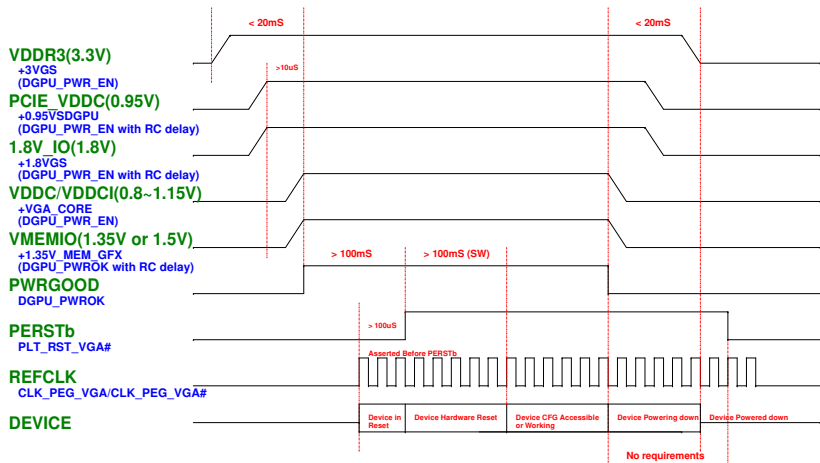 < 20mS
< 20mS
VDDR3(3.3V)
+3VGS
(DGPU_PWR_EN)
>10uS
PCIE_VDDC(0.95V)
+0.95VSDGPU
(DGPU_PWR_EN with RC delay)
1.8V_IO(1.8V)
+1.8VGS
(DGPU_PWR_EN with RC delay)
VDDC/VDDCI(0.8~1.15V)
+VGA_CORE
(DGPU_PWR_EN)
VMEMIO(1.35V or 1.5V)
+1.35V_MEM_GFX
(DGPU_PWROK with RC delay)
> 100mS
> 100mS (SW)
PWRGOOD
DGPU_PWROK
PERSTb
PLT_RST_VGA#
> 100uS
Asserted Before PERSTb
REFCLK
CLK_PEG_VGA/CLK_PEG_VGA#
DEVICE
Device in
Reset
Device Hardware Reset
Device CFG Accessible
or Working
Device Powering down
Device Powered down
No requirements